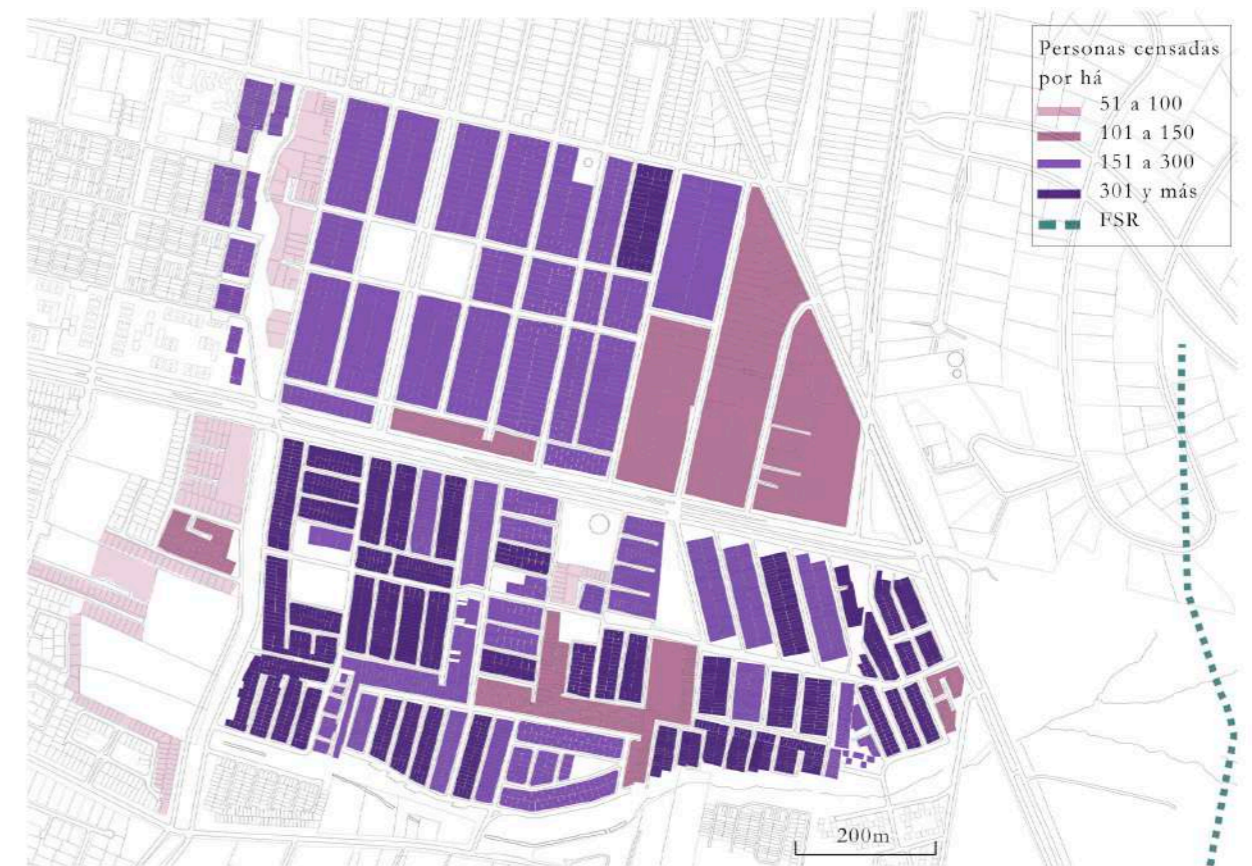 Personas censadas
por há
51 a 100
101 a 150
151 a 300
301 y más
FSR
200m